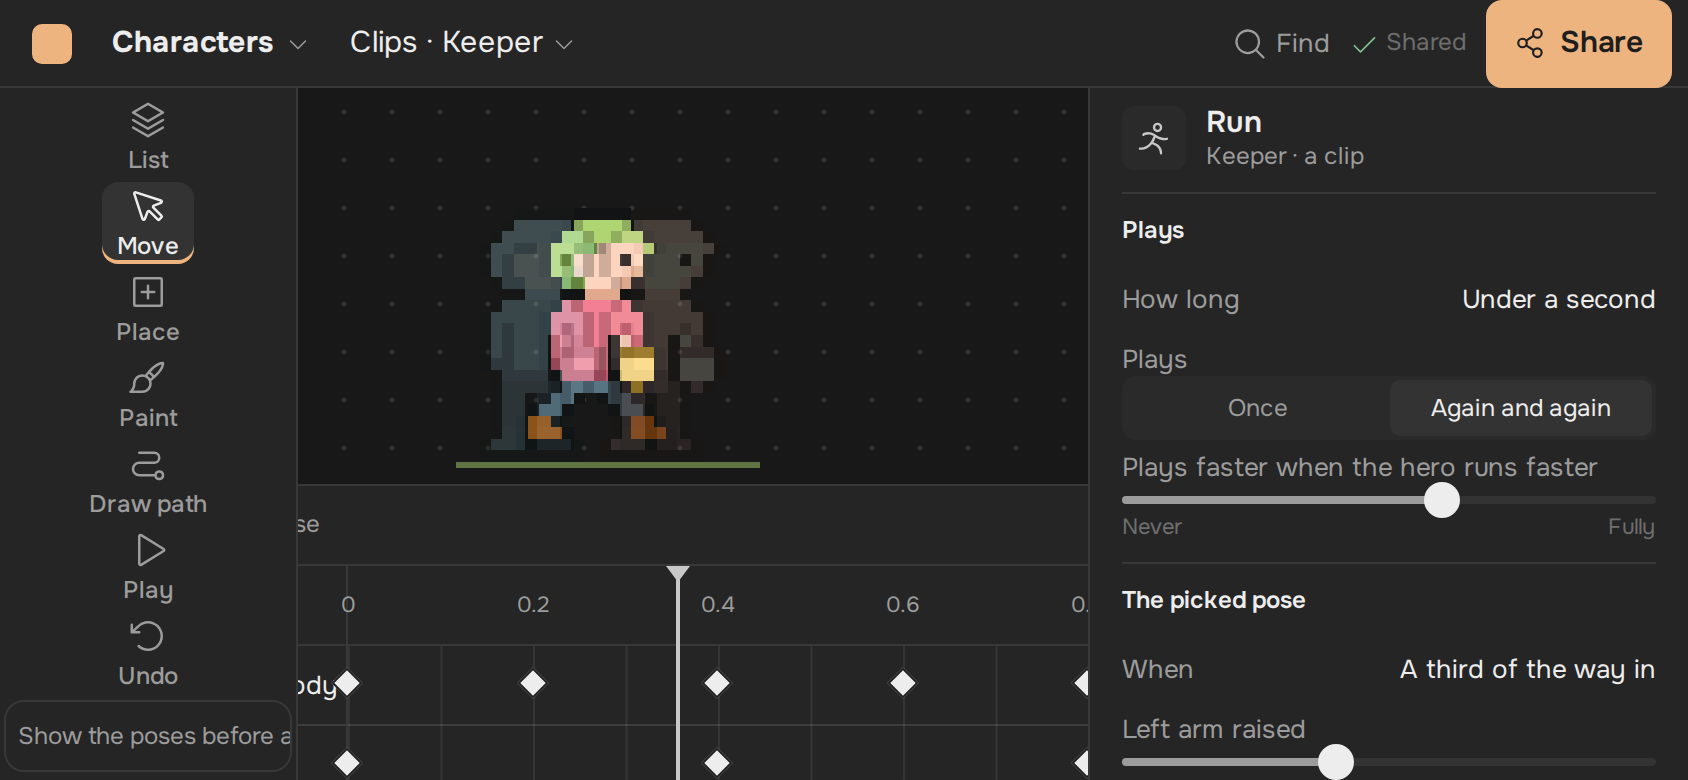 Characters
Clips · Keeper
Find
Shared
Share
List
Move
Place
Paint
Draw path
Play
Undo
Show the poses before a
se
0
0.2
0.4
0.6
0.
ody
Run
Keeper · a clip
Plays
How long
Under a second
Plays
Once
Again and again
Plays faster when the hero runs faster
Never
Fully
The picked pose
When
A third of the way in
Left arm raised